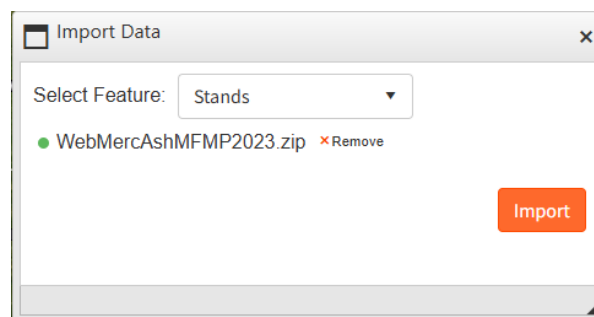 Import Data
Select Feature: Stands
WebMercAshMFMP2023.zip Remove
Import